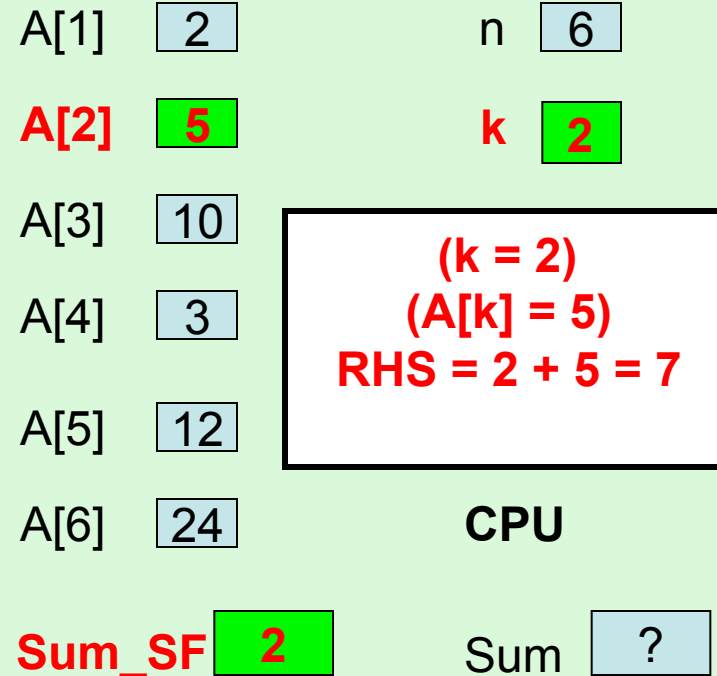 A[1] 2 n 6
A[2] 5 k 2
A[3] 10
(k = 2)
A[4] 3
(A[k] = 5)
RHS = 2 + 5 = 7
A[5] 12
A[6] 24 CPU
Sum_SF 2 Sum ?